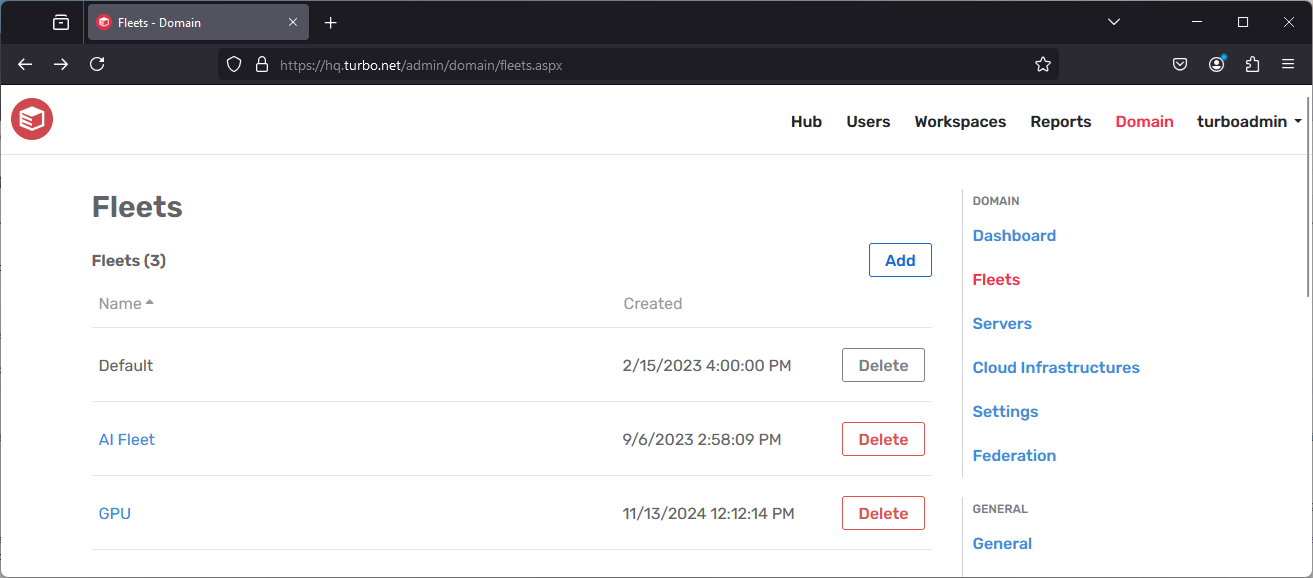 Fleets - Domain
https://hq.turbo.net/admin/domain/fleets.aspx
Hub Users Workspaces Reports Domain turboadmin
Fleets
Fleets (3) Add
Name Created
Default 2/15/2023 4:00:00 PM Delete
AI Fleet 9/6/2023 2:58:09 PM Delete
GPU 11/13/2024 12:12:14 PM Delete
DOMAIN
Dashboard
Fleets
Servers
Cloud Infrastructures
Settings
Federation
GENERAL
General